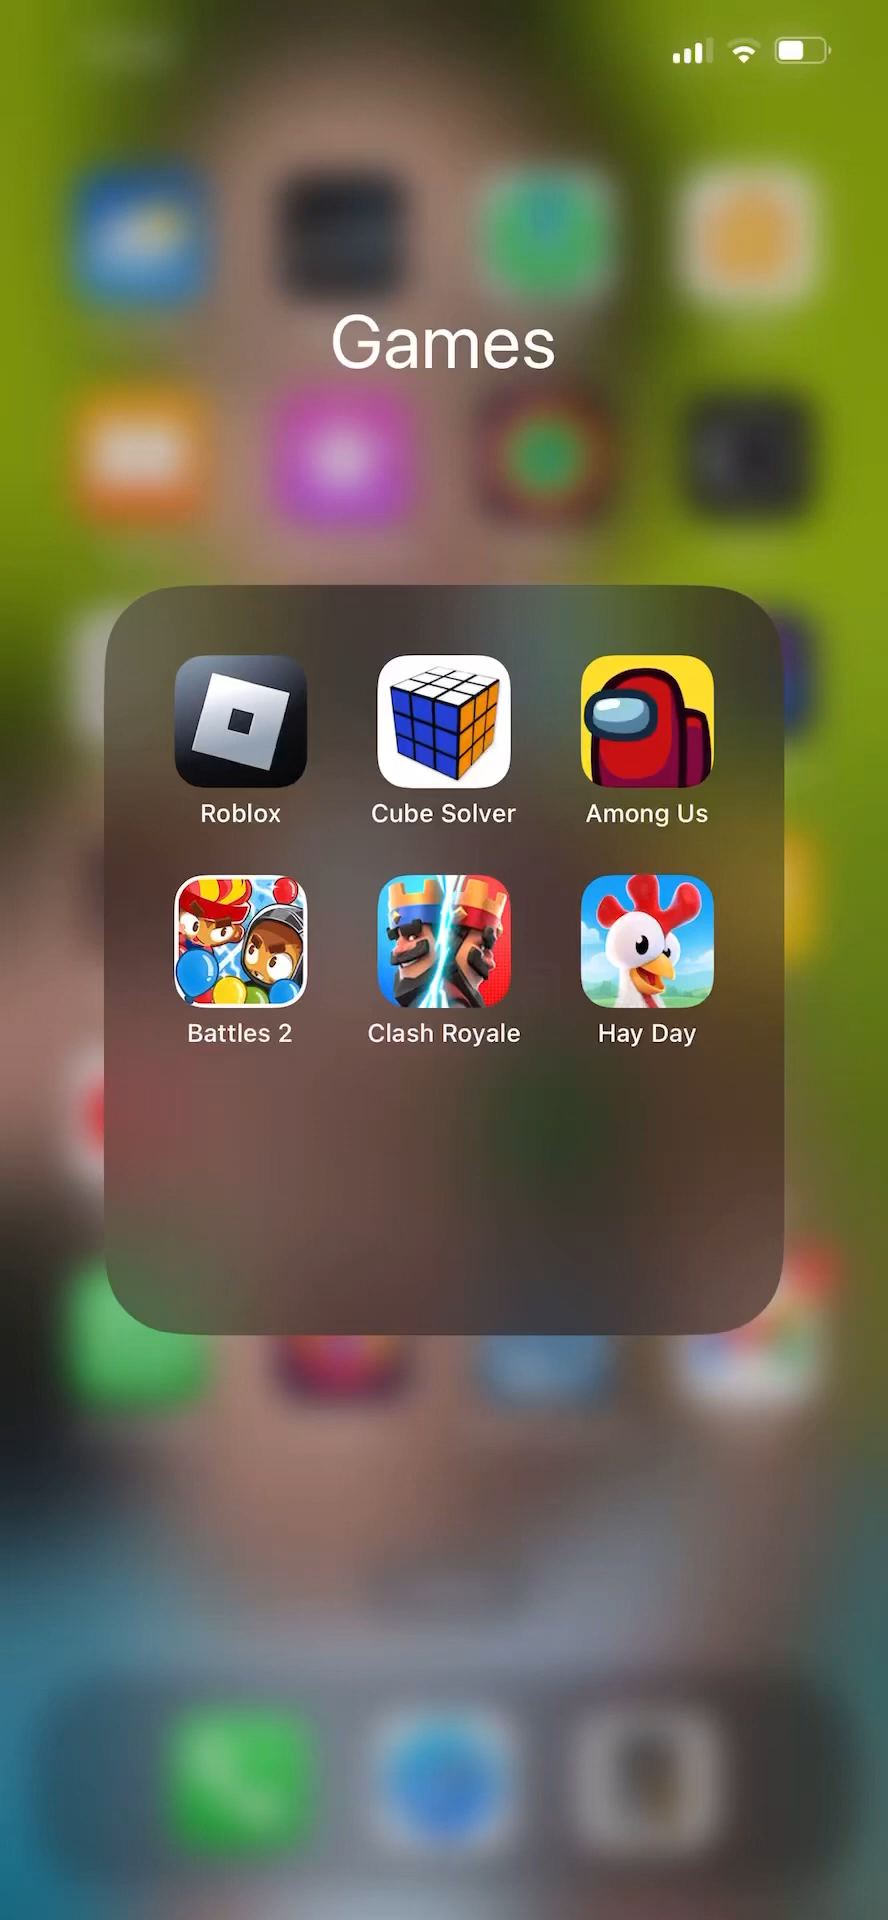 Games
Roblox
Cube Solver
Among Us
Battles 2
Clash Royale
Hay Day